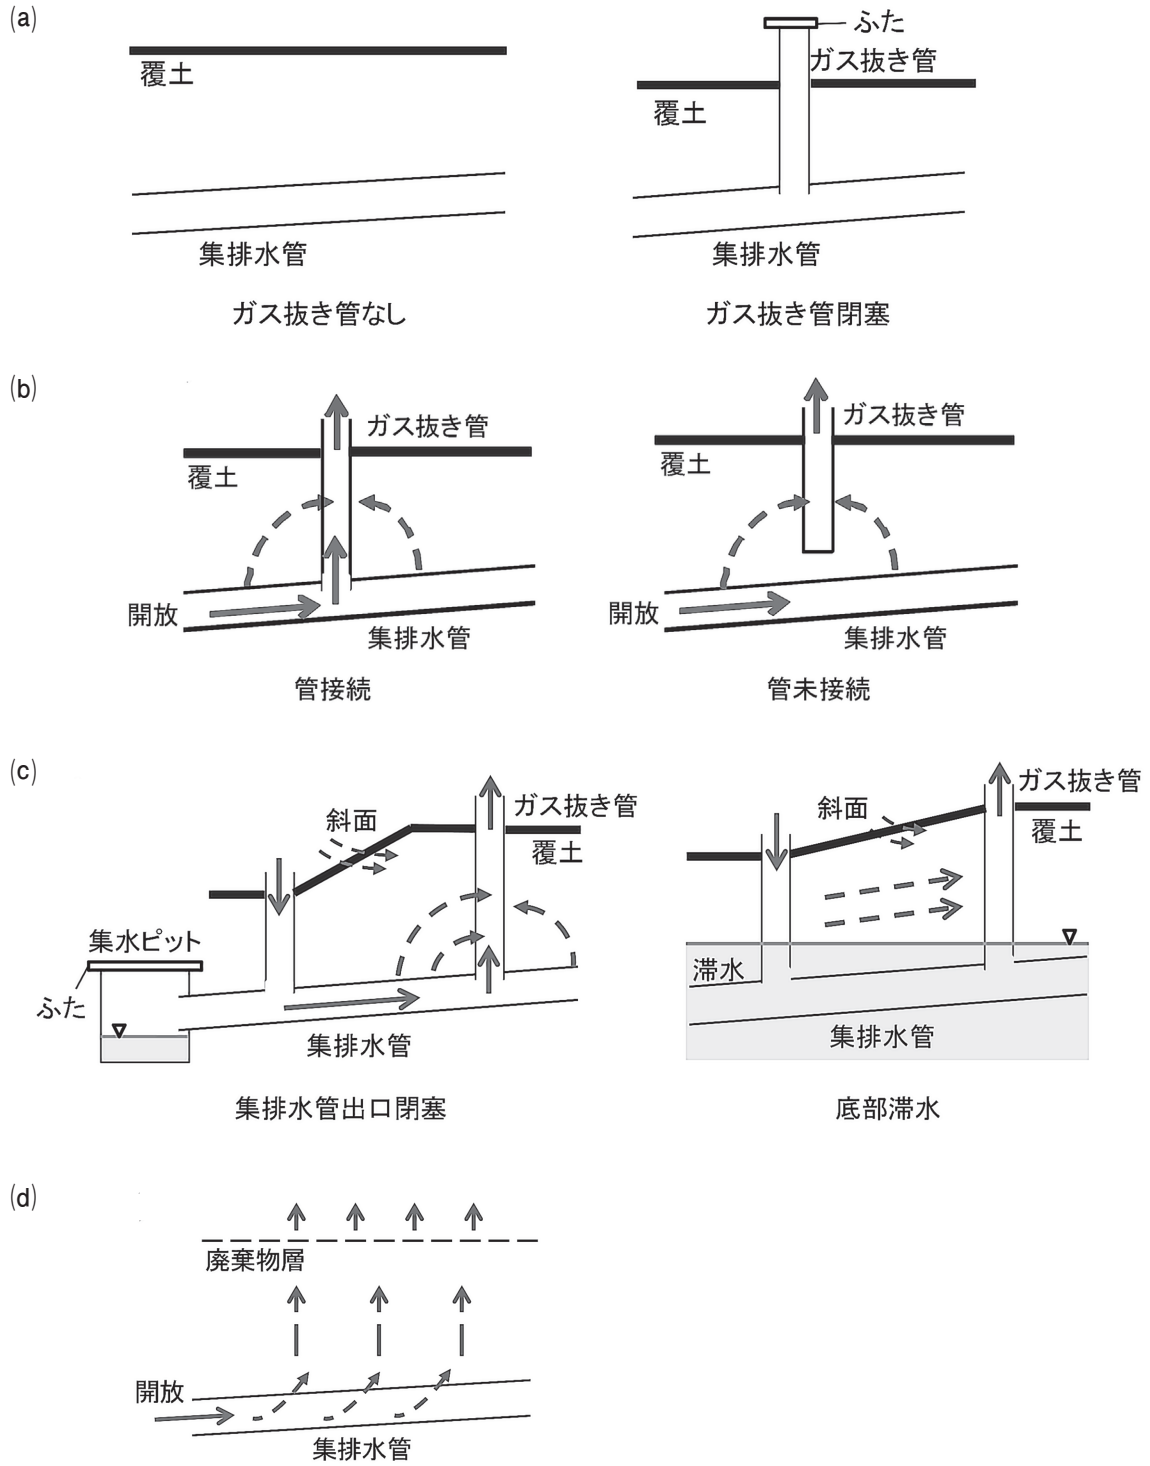 (a)
ふた
ガス抜き管
覆土
覆土
集排水管
集排水管
ガス抜き管なし
ガス抜き管閉塞
(b)
ガス抜き管
ガス抜き管
覆土
覆土
開放
集排水管
開放
集排水管
管接続
管未接続
(c)
斜面
ガス抜き管
覆土
集水ピット
ふた
集排水管
集排水管出口閉塞
斜面
ガス抜き管
覆土
滞水
集排水管
底部滞水
(d)
廃棄物層
開放
集排水管